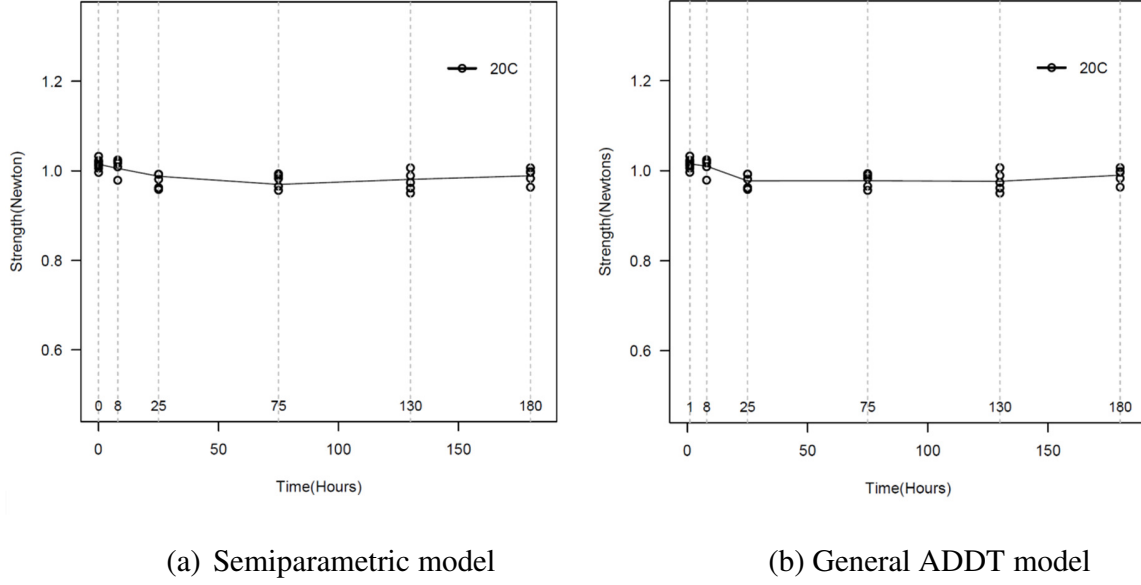 20C
Strength(Newton)
1.2
1.0
0.8
0.6
0 8 25 75 130 180
0 50 100 150
Time(Hours)
(a) Semiparametric model
20C
Strength(Newtons)
1.2
1.0
0.8
0.6
1 8 25 75 130 180
0 50 100 150
Time(Hours)
(b) General ADDT model